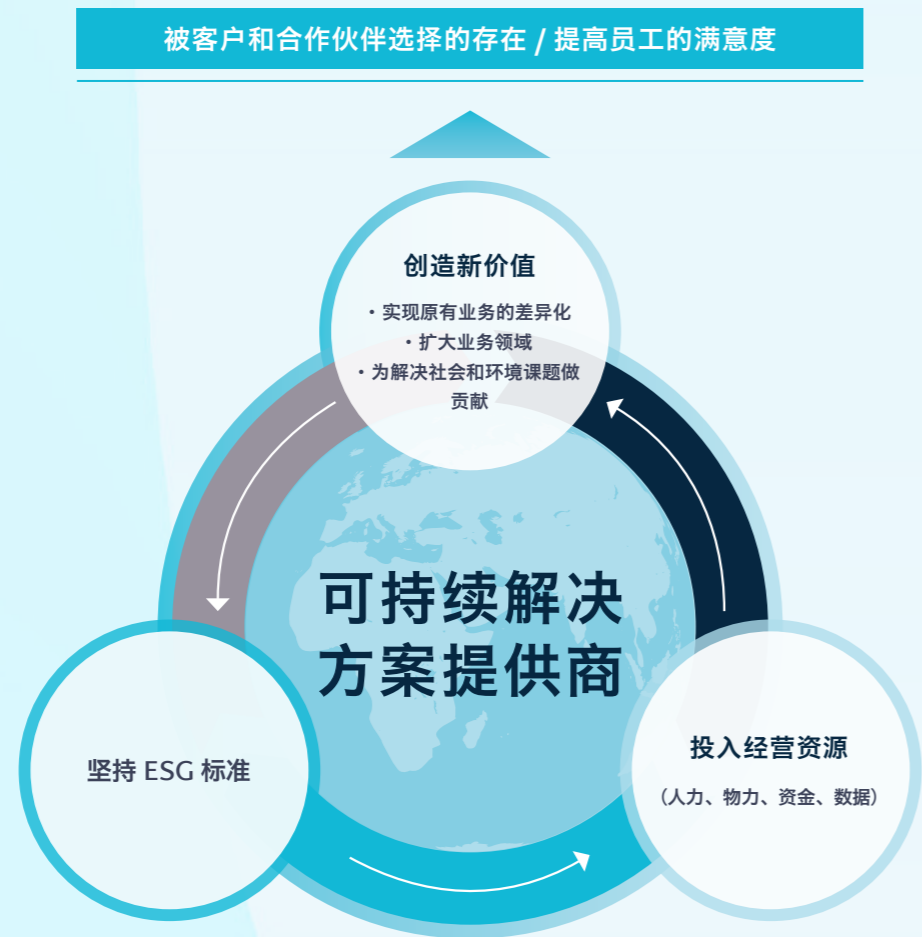 被客户和合作伙伴选择的存在 / 提高员工的满意度
创造新价值
・实现原有业务的差异化
・扩大业务领域
・为解决社会和环境课题做
贡献
可持续解决
方案提供商
坚持 ESG 标准
投入经营资源
（人力、物力、资金、数据）